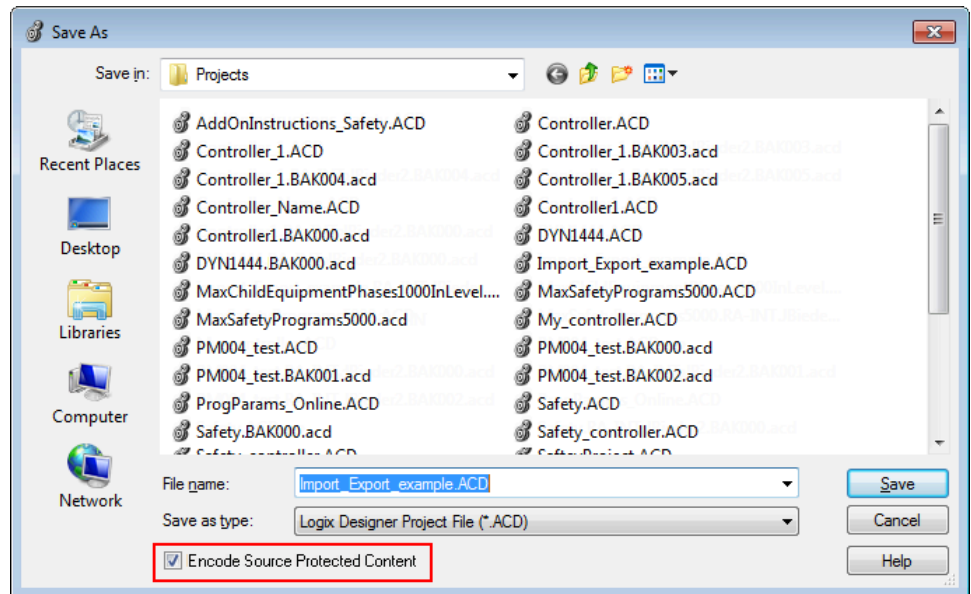 Save As
Save in:
Projects
Recent Places
Desktop
Libraries
Computer
Network
AddOnInstructions_Safety.ACD
Controller_1.ACD
Controller_1.BAK004.acd
Controller_Name.ACD
Controller1.BAK000.acd
DYN1444.BAK000.acd
MaxChildEquipmentPhases1000InLevel....
MaxSafetyPrograms5000.acd
PM004_test.ACD
PM004_test.BAK001.acd
ProgParams_Online.ACD
Safety.BAK000.acd
Controller.ACD
Controller_1.BAK003.acd
Controller_1.BAK005.acd
Controller1.ACD
DYN1444.ACD
Import_Export_example.ACD
MaxSafetyPrograms5000.ACD
My_controller.ACD
PM004_test.BAK000.acd
PM004_test.BAK002.acd
Safety.ACD
Safety_controller.ACD
File name:
Import_Export_example.ACD
Save
Save as type:
Logix Designer Project File (*.ACD)
Cancel
Encode Source Protected Content
Help